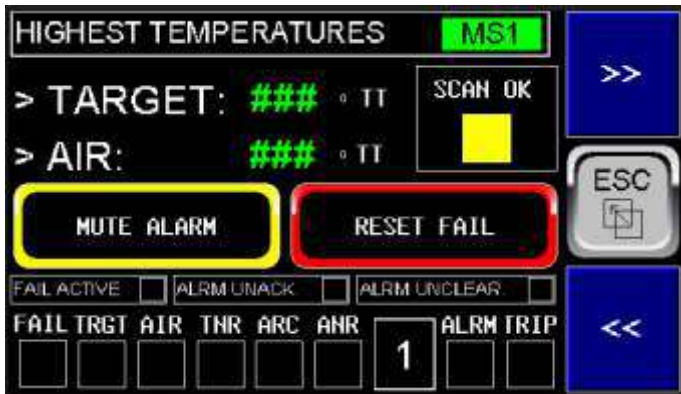 HIGHEST TEMPERATURES MS1
>>
> TARGET: ### ° TT
SCAN OK
> AIR: ### ° TT
ESC
MUTE ALARM
RESET FAIL
FAIL ACTIVE ALRM UNACK ALRM UNCLEAR
FAIL TRGT AIR TNR ARC ANR 1 ALRM TRIP
<<